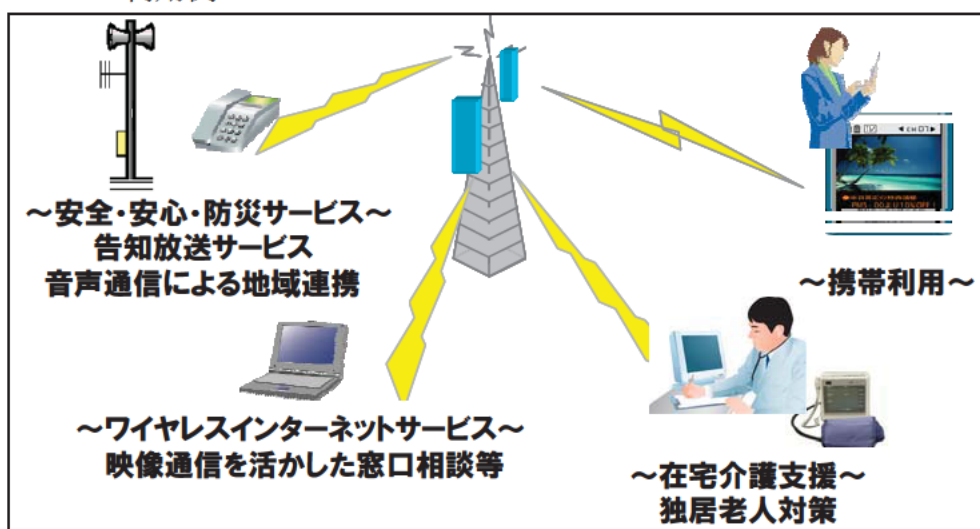 ~安全・安心・防災サービス~
告知放送サービス
音声通信による地域連携
~携帯利用~
~ワイヤレスインターネットサービス~
映像通信を活かした窓口相談等
~在宅介護支援~
独居老人対策